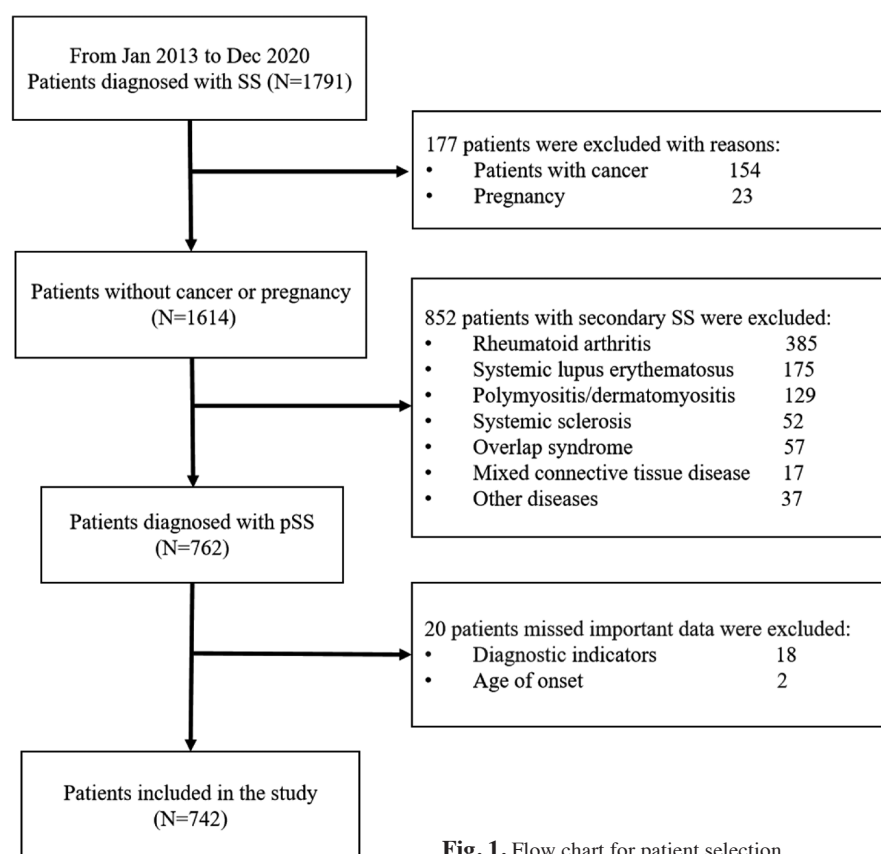 From Jan 2013 to Dec 2020
Patients diagnosed with SS (N=1791)
177 patients were excluded with reasons:
• Patients with cancer 154
• Pregnancy 23
Patients without cancer or pregnancy
(N=1614)
852 patients with secondary SS were excluded:
• Rheumatoid arthritis 385
• Systemic lupus erythematosus 175
• Polymyositis/dermatomyositis 129
• Systemic sclerosis 52
• Overlap syndrome 57
• Mixed connective tissue disease 17
• Other diseases 37
Patients diagnosed with pSS
(N=762)
20 patients missed important data were excluded:
• Diagnostic indicators 18
• Age of onset 2
Patients included in the study
(N=742)
Fig. 1. Flow chart for patient selection